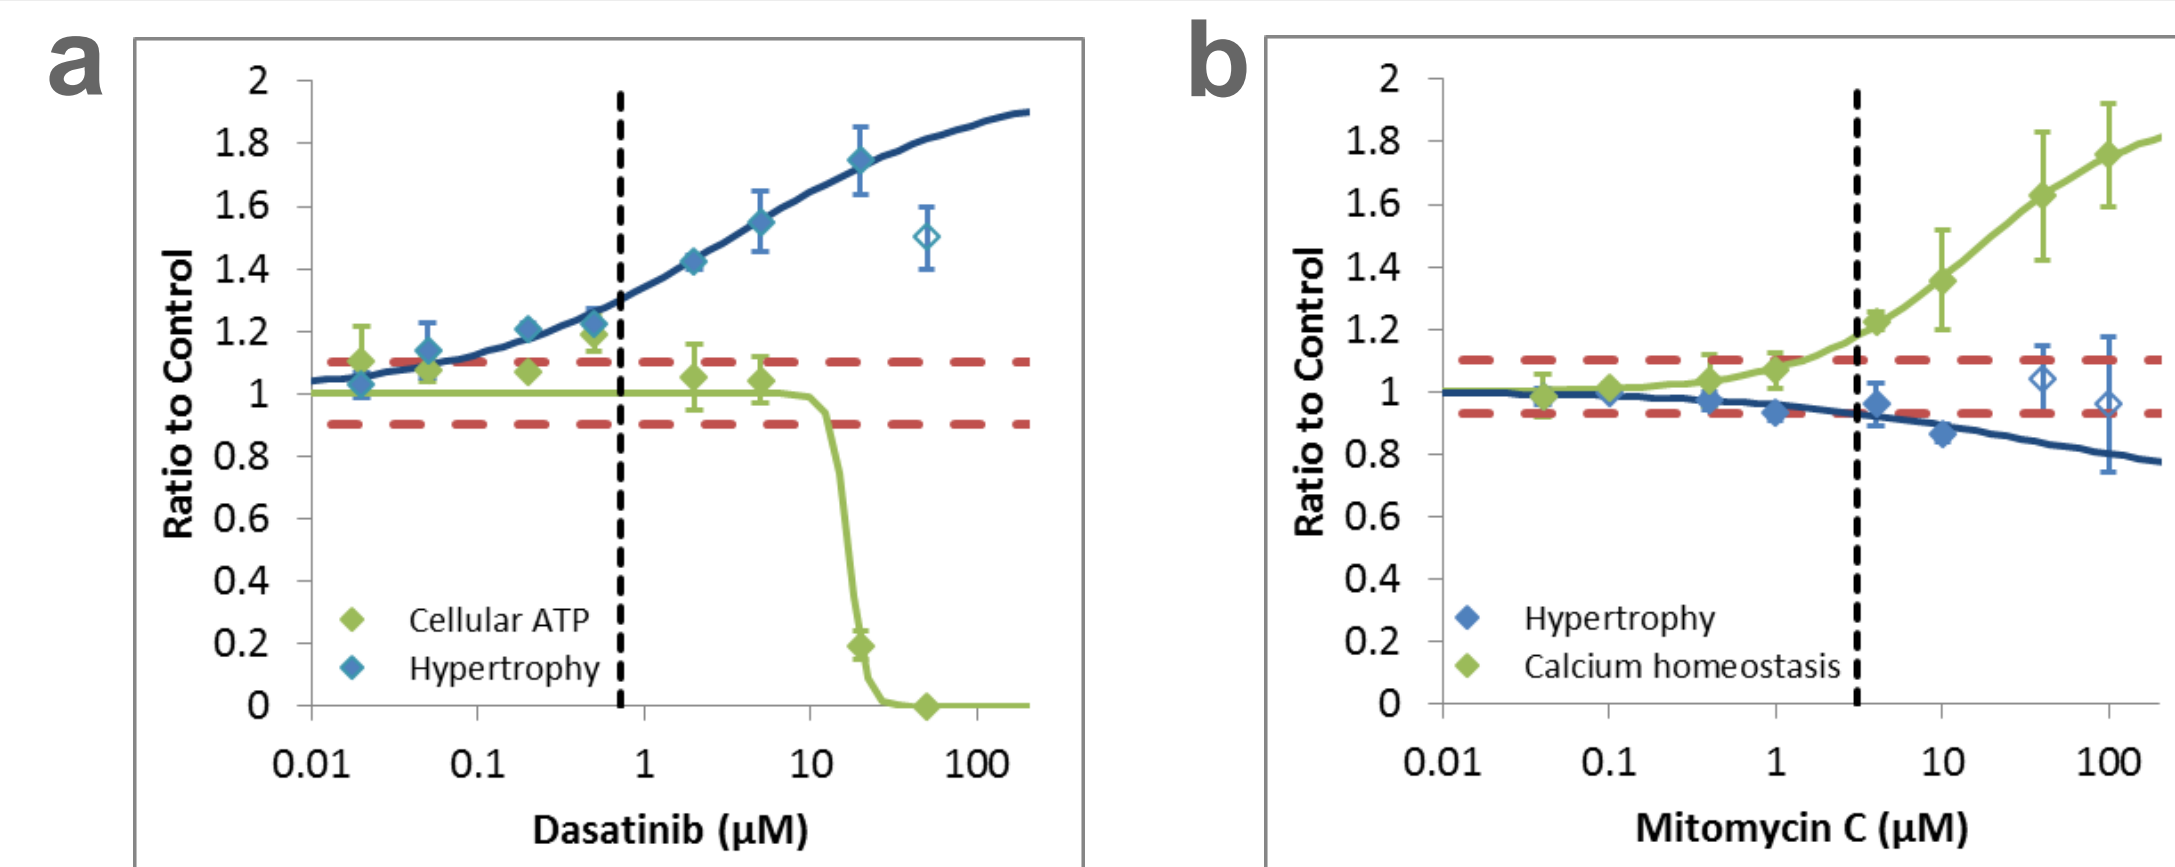 a
2
1.8
1.6
1.4
1.2
1
0.8
0.6
0.4
0.2
0
Ratio to Control
Cellular ATP
Hypertrophy
0.01 0.1 1 10 100
Dasatinib (µM)
b
2
1.8
1.6
1.4
1.2
1
0.8
0.6
0.4
0.2
0
Ratio to Control
Hypertrophy
Calcium homeostasis
0.01 0.1 1 10 100
Mitomycin C (µM)